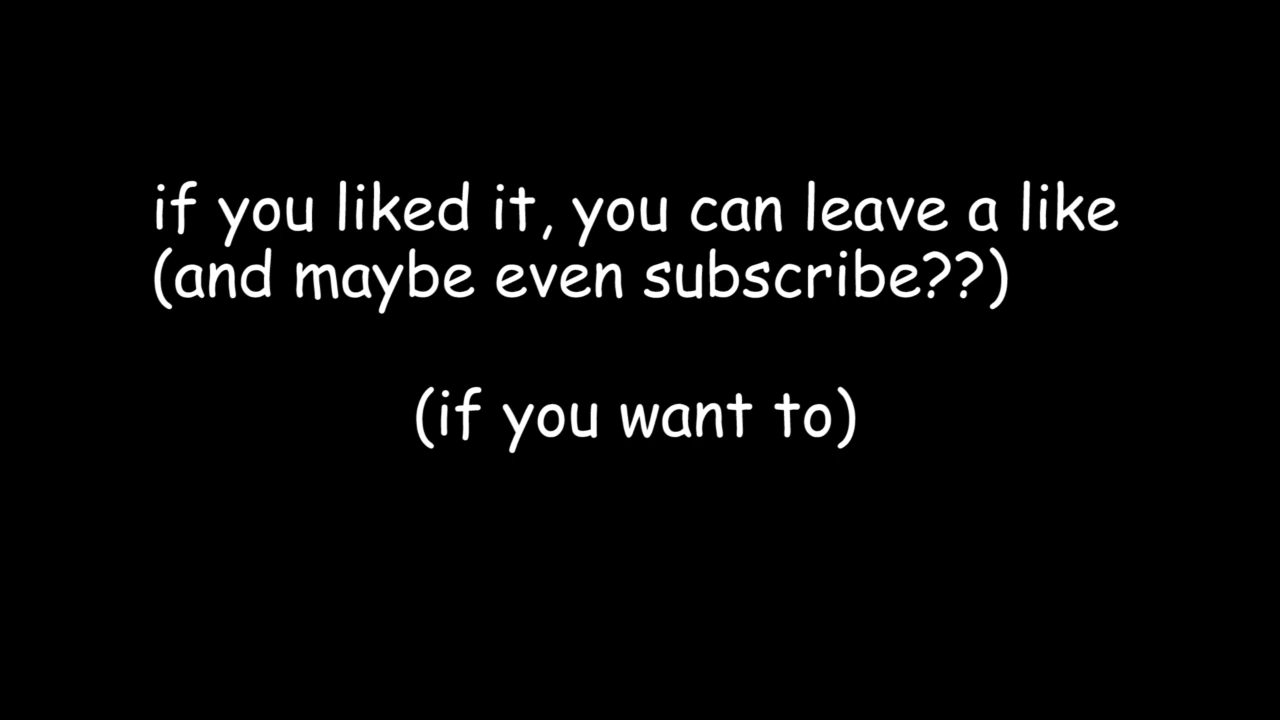 if you liked it, you can leave a like
(and maybe even subscribe??)
(if you want to)